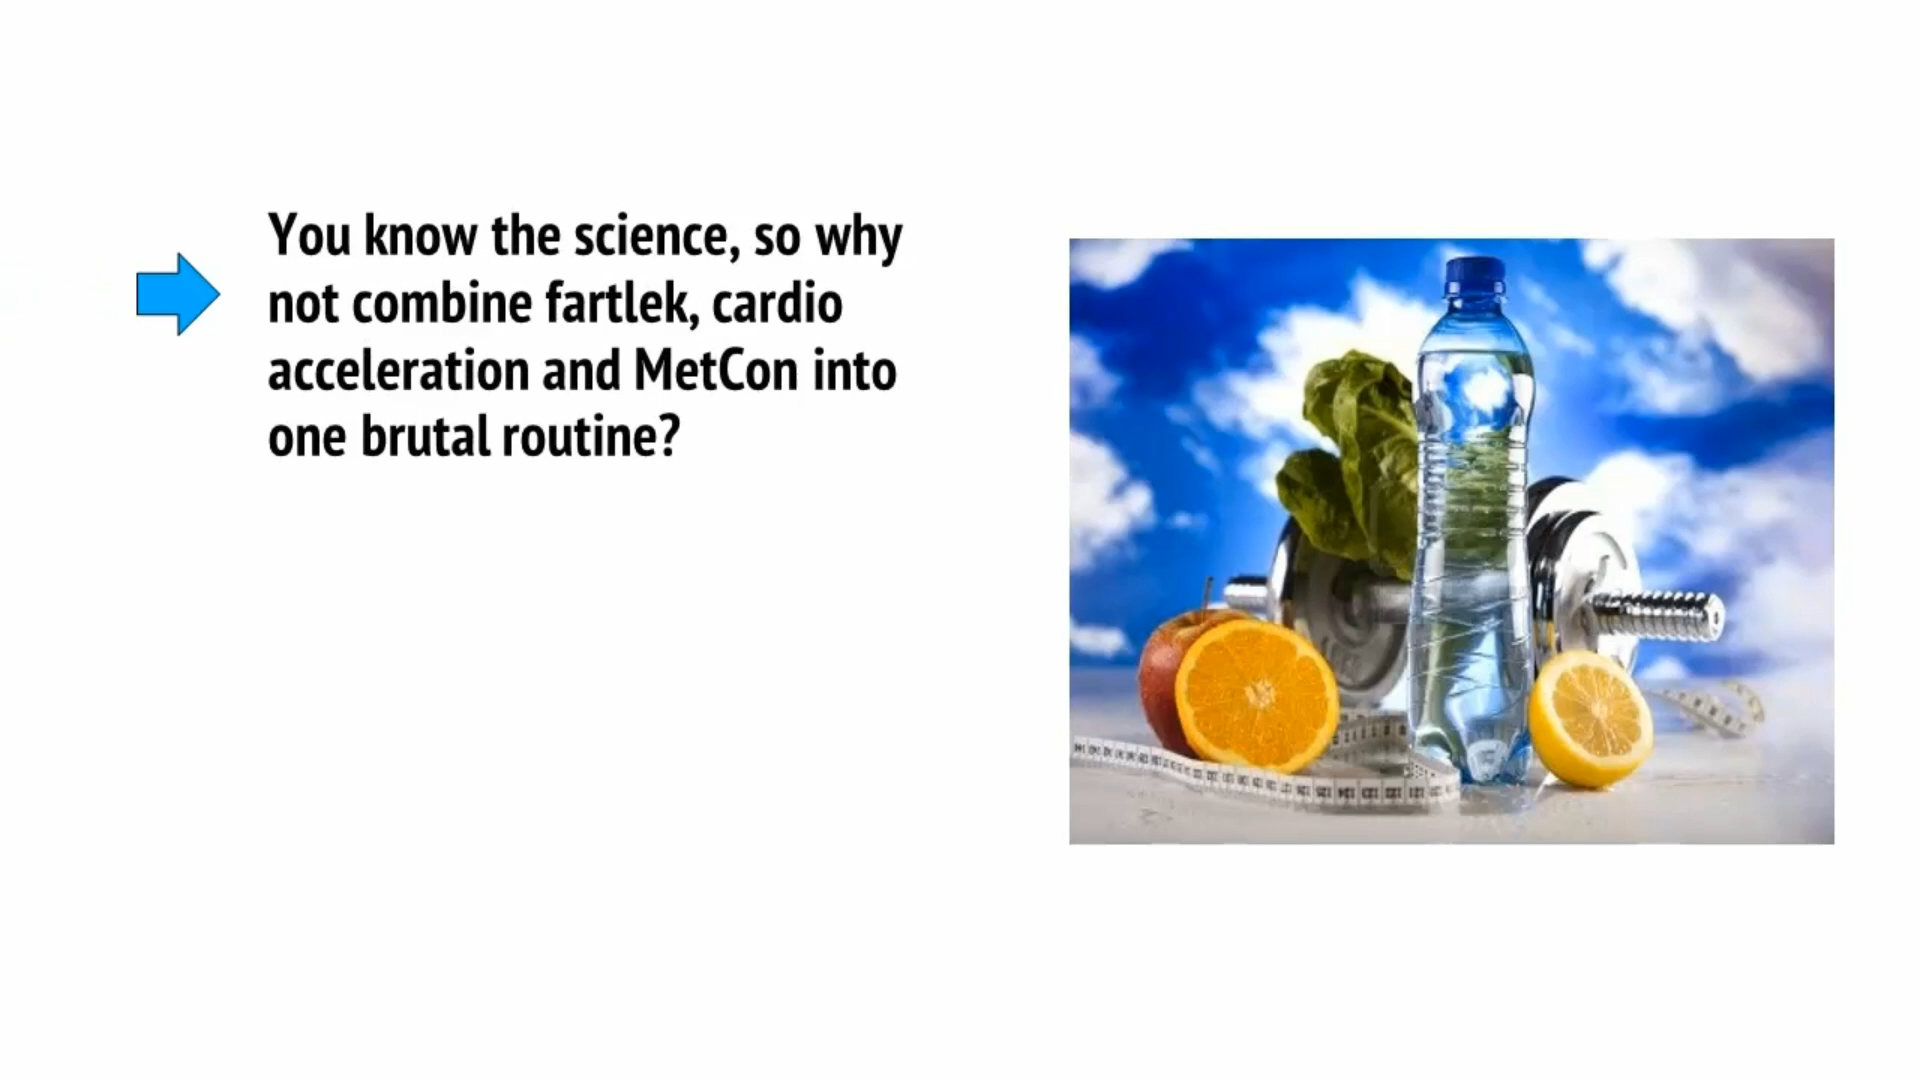 You know the science, so why
not combine fartlek, cardio
acceleration and MetCon into
one brutal routine?